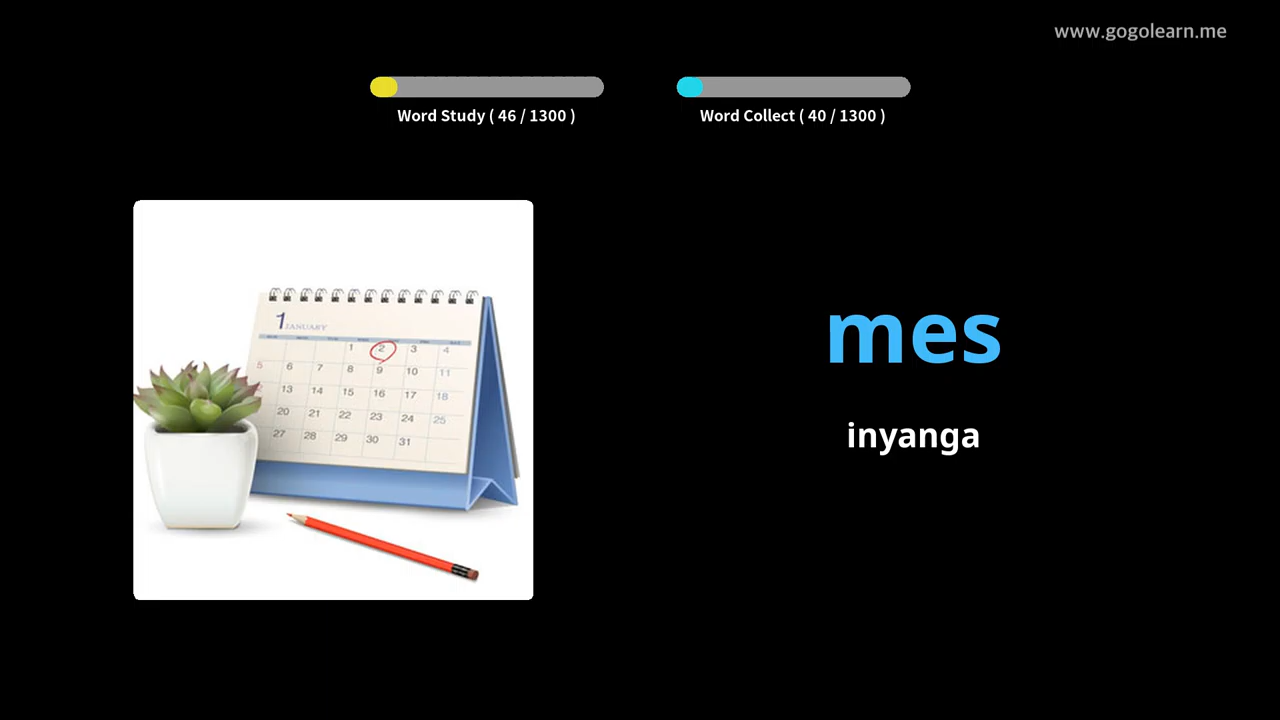 www.gogolearn.me
Word Study ( 46 / 1300 )
Word Collect ( 40 / 1300 )
1 JANUARY
1 2 3 4
5 6 7 8 9 10 11
13 14 15 16 17 18
20 21 22 23 24 25
27 28 29 30 31
mes
inyanga